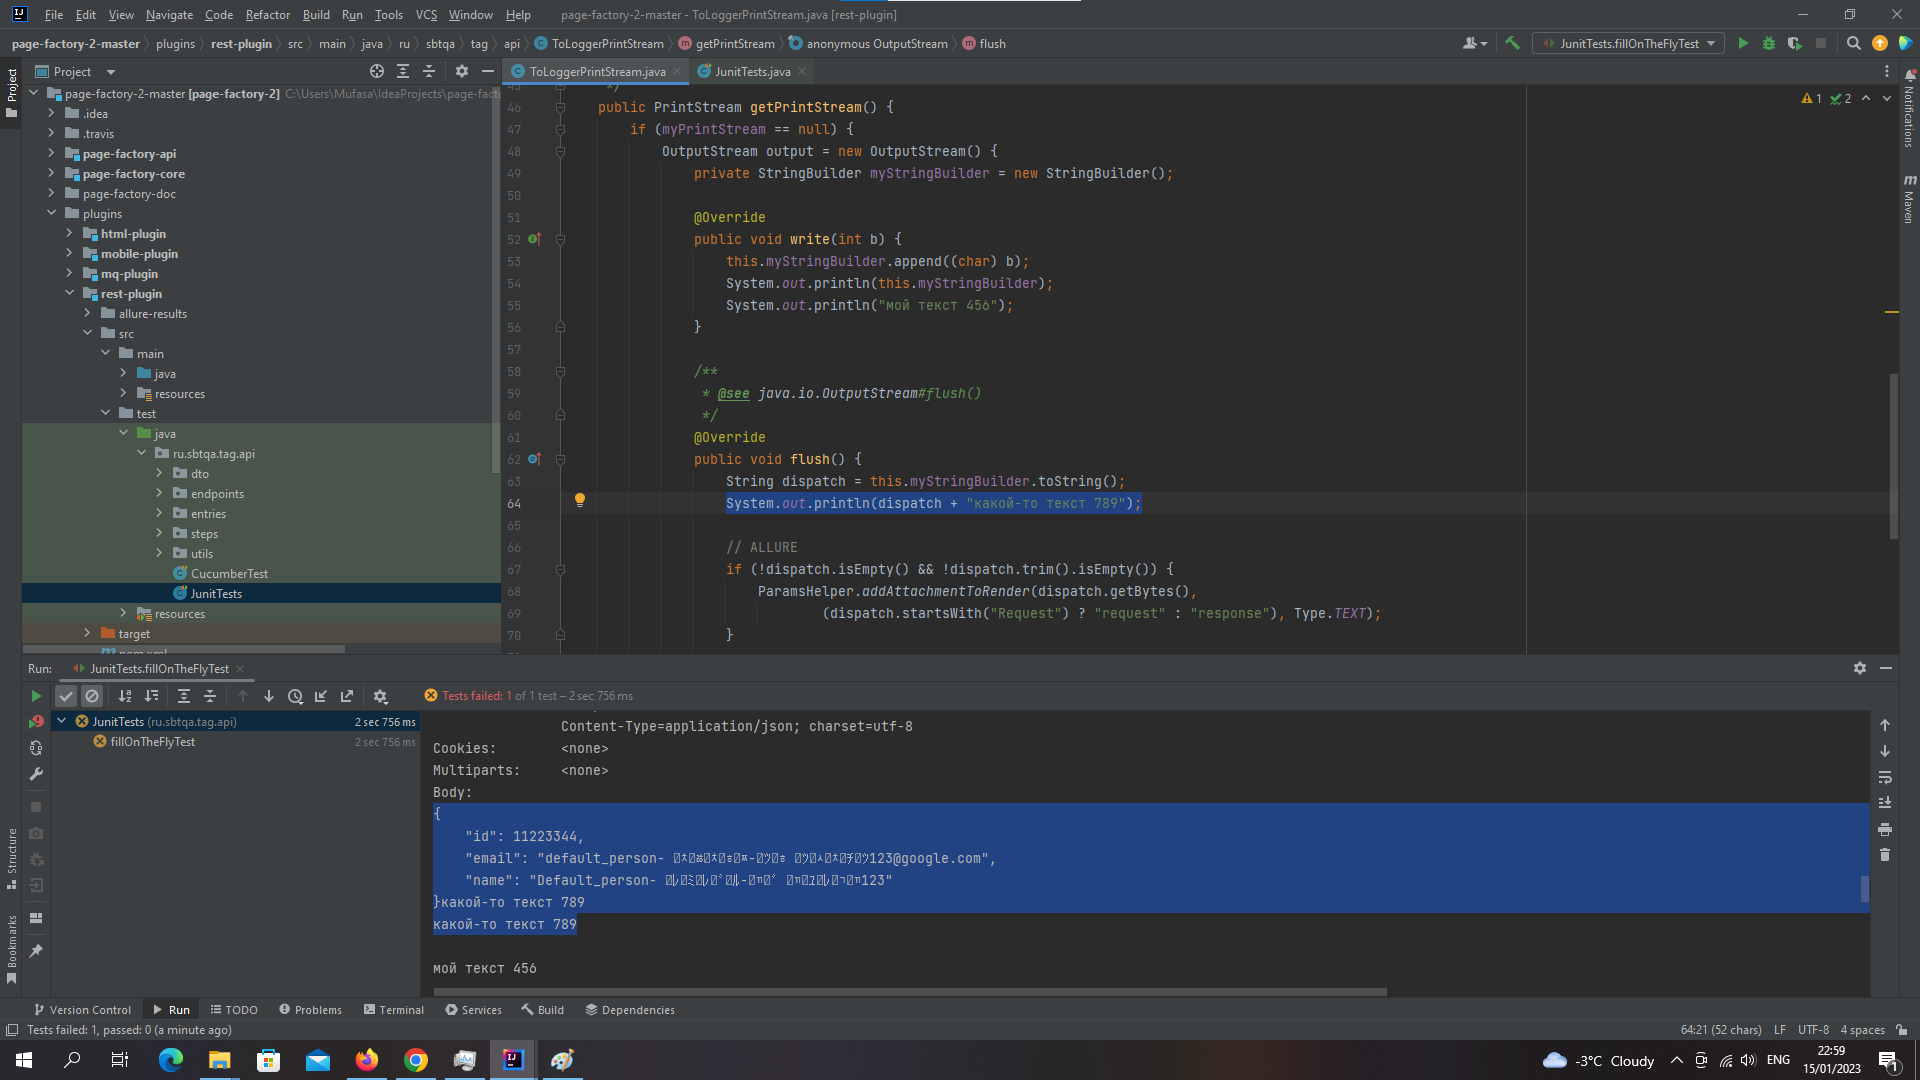 File Edit View Navigate Code Refactor Build Run Tools VCS Window Help page-factory-2-master - ToLoggerPrintStream.java [rest-plugin]
page-factory-2-master plugins rest-plugin src main java ru sbtqa tag api ToLoggerPrintStream getPrintStream anonymous OutputStream flush
JunitTests.fillOnTheFlyTest
Project
ToLoggerPrintStream.java JunitTests.java
page-factory-2-master [page-factory-2] C:\Users\Mufasa\IdeaProjects\page-fact
.idea
.travis
page-factory-api
page-factory-core
page-factory-doc
plugins
html-plugin
mobile-plugin
mq-plugin
rest-plugin
allure-results
src
main
java
resources
test
java
ru.sbtqa.tag.api
dto
endpoints
entries
steps
utils
CucumberTest
JunitTests
resources
target
pom.xml
Project
Structure
Bookmarks
Notifications
Maven
1 2
45 */
46 public PrintStream getPrintStream() {
47 if (myPrintStream == null) {
48 OutputStream output = new OutputStream() {
49 private StringBuilder myStringBuilder = new StringBuilder();
50
51 @Override
52 public void write(int b) {
53 this.myStringBuilder.append((char) b);
54 System.out.println(this.myStringBuilder);
55 System.out.println("мой текст 456");
56 }
57
58 /**
59 * @see java.io.OutputStream#flush()
60 */
61 @Override
62 public void flush() {
63 String dispatch = this.myStringBuilder.toString();
64 System.out.println(dispatch + "какой-то текст 789");
65
66 // ALLURE
67 if (!dispatch.isEmpty() && !dispatch.trim().isEmpty()) {
68 ParamsHelper.addAttachmentToRender(dispatch.getBytes(),
69 (dispatch.startsWith("Request") ? "request" : "response"), Type.TEXT);
70 }
Run: JunitTests.fillOnTheFlyTest
Tests failed: 1 of 1 test – 2 sec 756 ms
JunitTests (ru.sbtqa.tag.api) 2 sec 756 ms
fillOnTheFlyTest 2 sec 756 ms
Content-Type=application/json; charset=utf-8
Cookies: <none>
Multiparts: <none>
Body:
{
"id": 11223344,
"email": "default_person- 123@google.com",
"name": "Default_person- 123"
}какой-то текст 789
какой-то текст 789
мой текст 456
Version Control Run TODO Problems Terminal Services Build Dependencies
Tests failed: 1, passed: 0 (a minute ago) 64:21 (52 chars) LF UTF-8 4 spaces
-3°C Cloudy ENG 22:59
15/01/2023
1